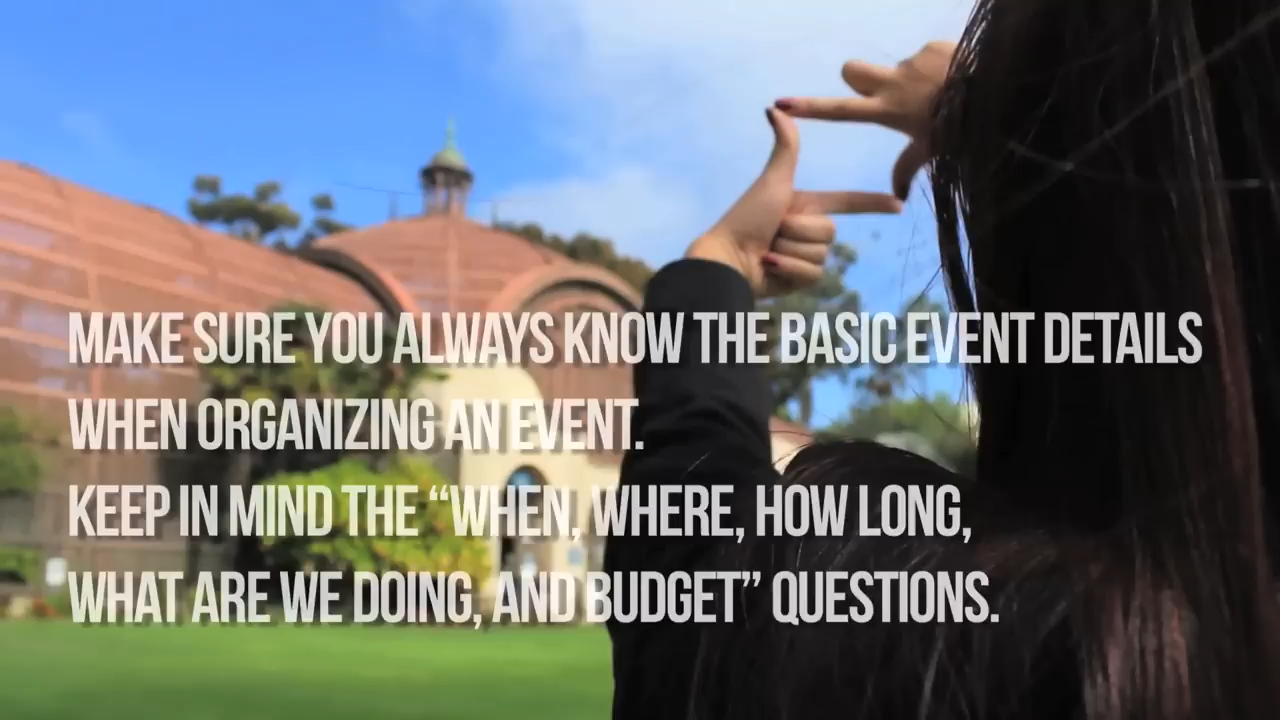 MAKE SURE YOU ALWAYS KNOW THE BASIC EVENT DETAILS
WHEN ORGANIZING AN EVENT.
KEEP IN MIND THE “WHEN, WHERE, HOW LONG,
WHAT ARE WE DOING, AND BUDGET” QUESTIONS.